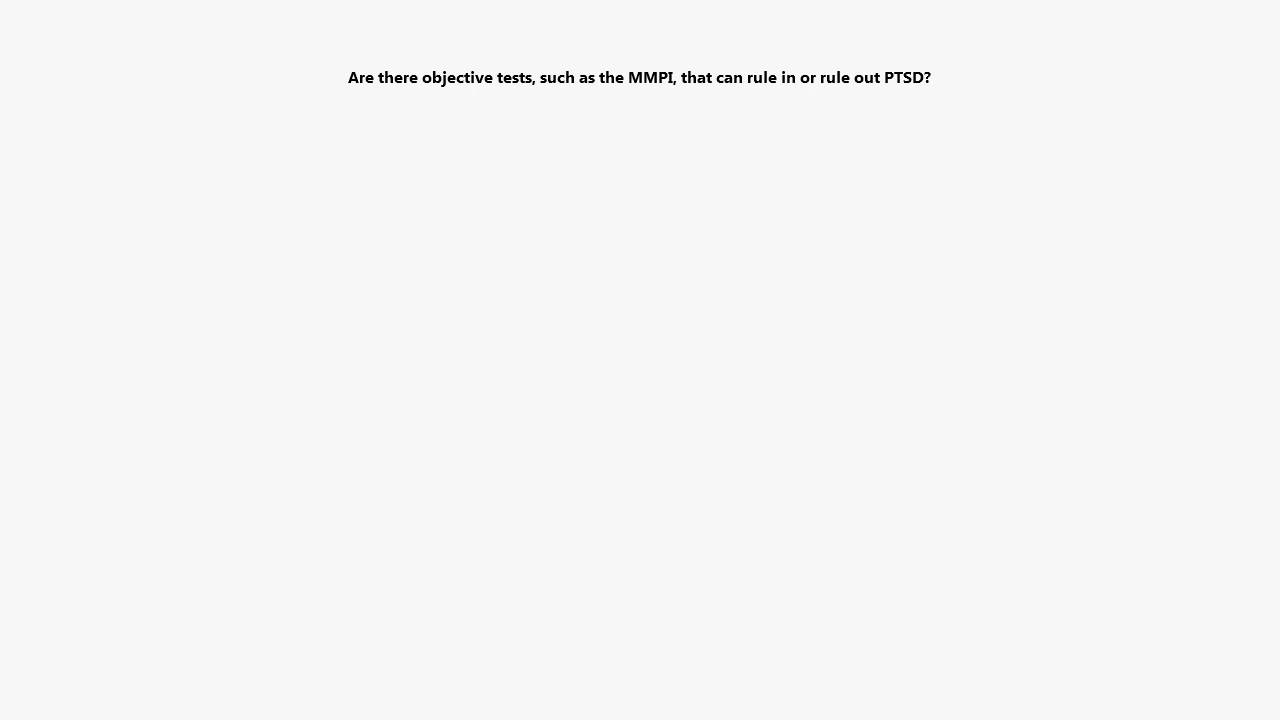 Are there objective tests, such as the MMPI, that can rule in or rule out PTSD?